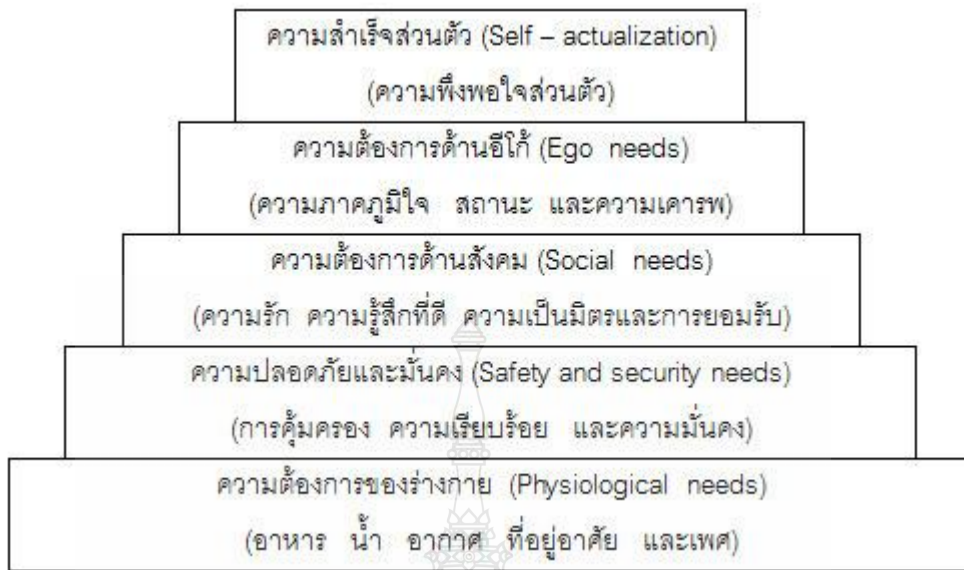 ความสำเร็จส่วนตัว (Self – actualization)
(ความพึงพอใจส่วนตัว)
ความต้องการด้านอีโก้ (Ego needs)
(ความภาคภูมิใจ สถานะ และความเคารพ)
ความต้องการด้านสังคม (Social needs)
(ความรัก ความรู้สึกที่ดี ความเป็นมิตรและการยอมรับ)
ความปลอดภัยและมั่นคง (Safety and security needs)
(การคุ้มครอง ความเรียบร้อย และความมั่นคง)
ความต้องการของร่างกาย (Physiological needs)
(อาหาร น้ำ อากาศ ที่อยู่อาศัย และเพศ)